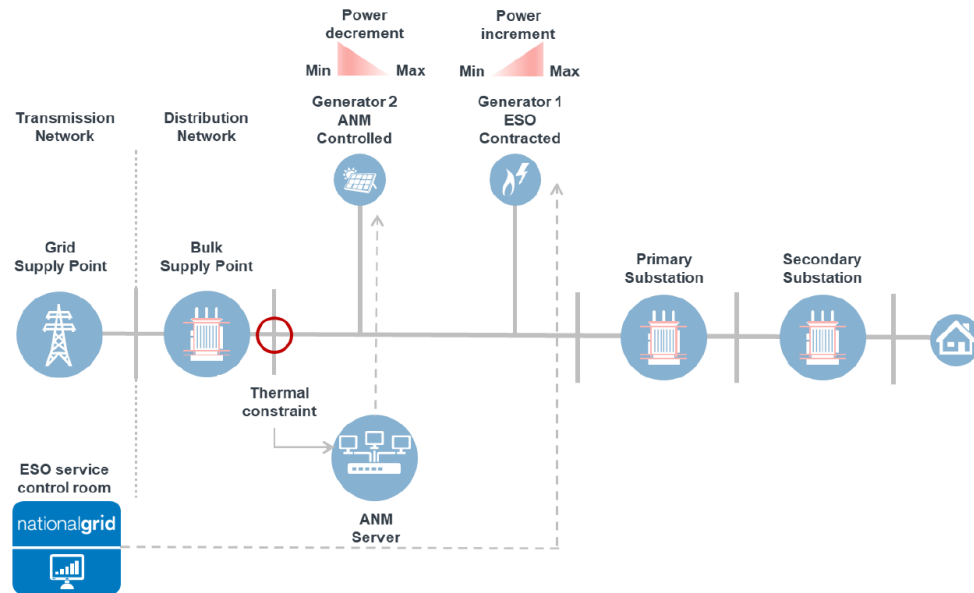 Power
decrement
Min
Max
Power
increment
Min
Max
Transmission
Network
Distribution
Network
Generator 2
ANM
Controlled
Generator 1
ESO
Contracted
Grid
Supply Point
Bulk
Supply Point
Primary
Substation
Secondary
Substation
Thermal
constraint
ESO service
control room
nationalgrid
ANM
Server